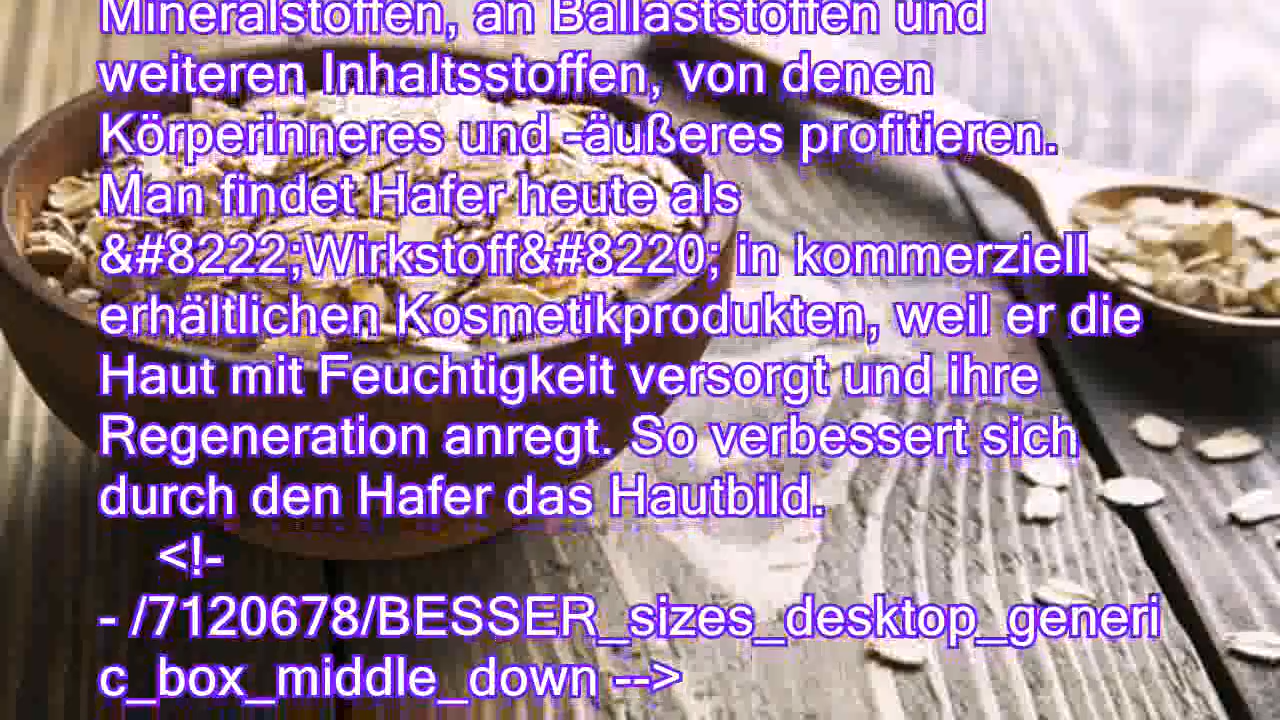 Mineralstoffen, an Ballaststoffen und
weiteren Inhaltsstoffen, von denen
Körperinneres und -äußeres profitieren.
Man findet Hafer heute als
&#8222;Wirkstoff&#8220; in kommerziell
erhältlichen Kosmetikprodukten, weil er die
Haut mit Feuchtigkeit versorgt und ihre
Regeneration anregt. So verbessert sich
durch den Hafer das Hautbild.
<!-
- /7120678/BESSER_sizes_desktop_generi
c_box_middle_down -->